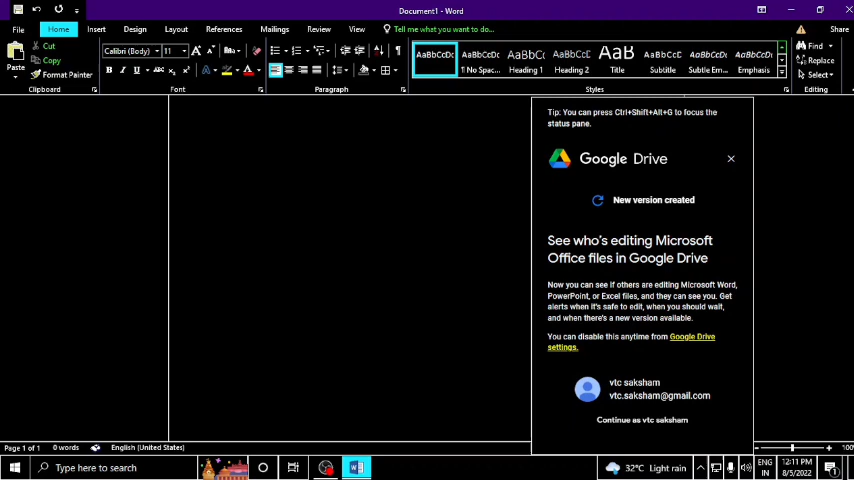 Document1 - Word
File Home Insert Design Layout References Mailings Review View Tell me what you want to do... Share
Paste
Cut
Copy
Format Painter
Clipboard
Calibri (Body) 11
Font
Paragraph
AaBbCcDc AaBbCcDc AaBbCc AaBbCcC AaB AaBbCcD AaBbCcDc AaBbCcDc
¶ No Spac... Heading 1 Heading 2 Title Subtitle Subtle Em... Emphasis
Styles
Find
Replace
Select
Editing
Tip: You can press Ctrl+Shift+Alt+G to focus the
status pane.
Google Drive
New version created
See who's editing Microsoft
Office files in Google Drive
Now you can see if others are editing Microsoft Word,
PowerPoint, or Excel files, and they can see you. Get
alerts when it's safe to edit, when you should wait,
and when there's a new version available.
You can disable this anytime from Google Drive
settings.
vtc saksham
vtc.saksham@gmail.com
Continue as vtc saksham
Page 1 of 1 0 words English (United States) 100%
Type here to search
32°C Light rain
ENG
IN
12:11 PM
8/5/2022
1